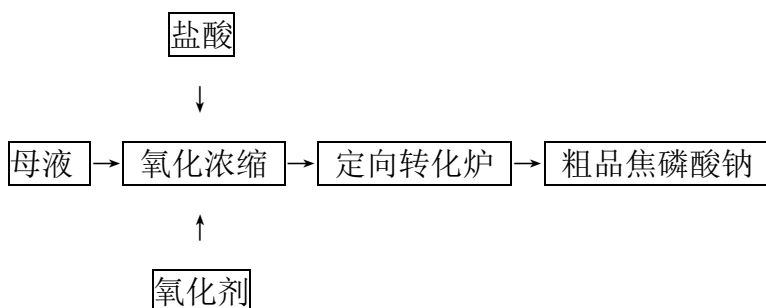 盐酸
母液
氧化浓缩
定向转化炉
粗品焦磷酸钠
氧化剂